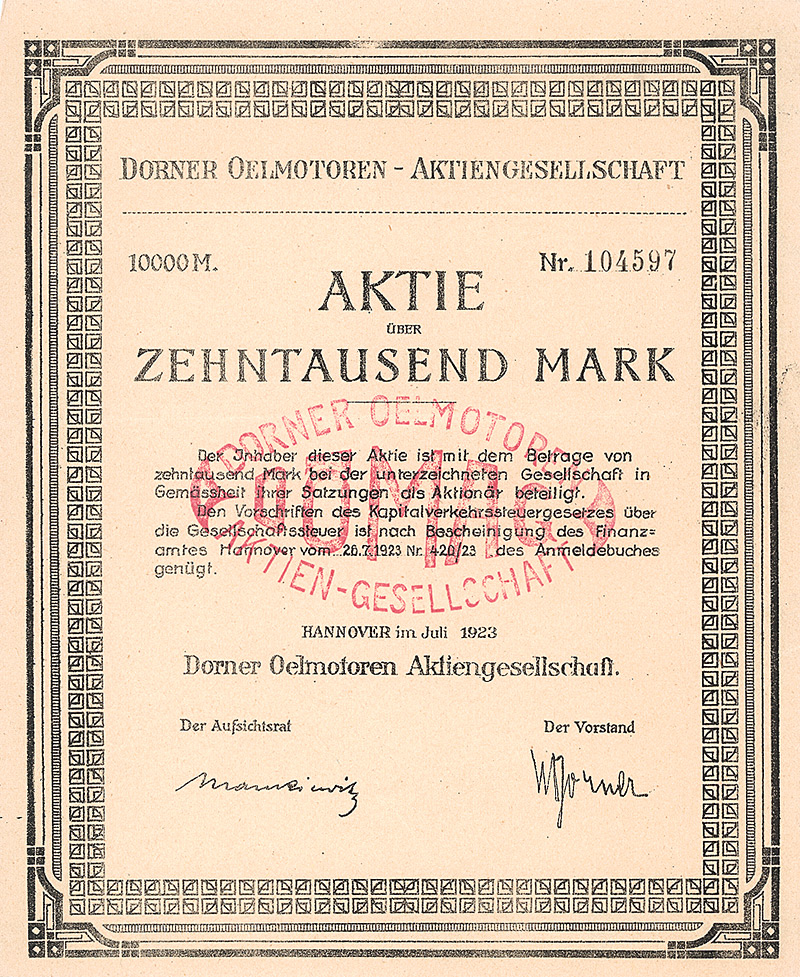 DORNER OELMOTOREN - AKTIENGESELLSCHAFT
10000 M. Nr. 104597
AKTIE
ÜBER
ZEHNTAUSEND MARK
DORNER OELMOTOREN
DÖMAG
AKTIEN-GESELLSCHAFT
Der Inhaber dieser Aktie ist mit dem Betrage von
zehntausend Mark bei der unterzeichneten Gesellschaft in
Gemässheit ihrer Satzungen als Aktionär beteiligt.
Den Vorschriften des Kapitalverkehrssteuergesetzes über
die Gesellschaftssteuer ist nach Bescheinigung des Finanz=
amtes Hannover vom 26.7.1923 Nr. 420/23 des Anmeldebuches
genügt.
HANNOVER im Juli 1923
Dorner Oelmotoren Aktiengesellschaft.
Der Aufsichtsrat Der Vorstand
Mankiewitz Dorner